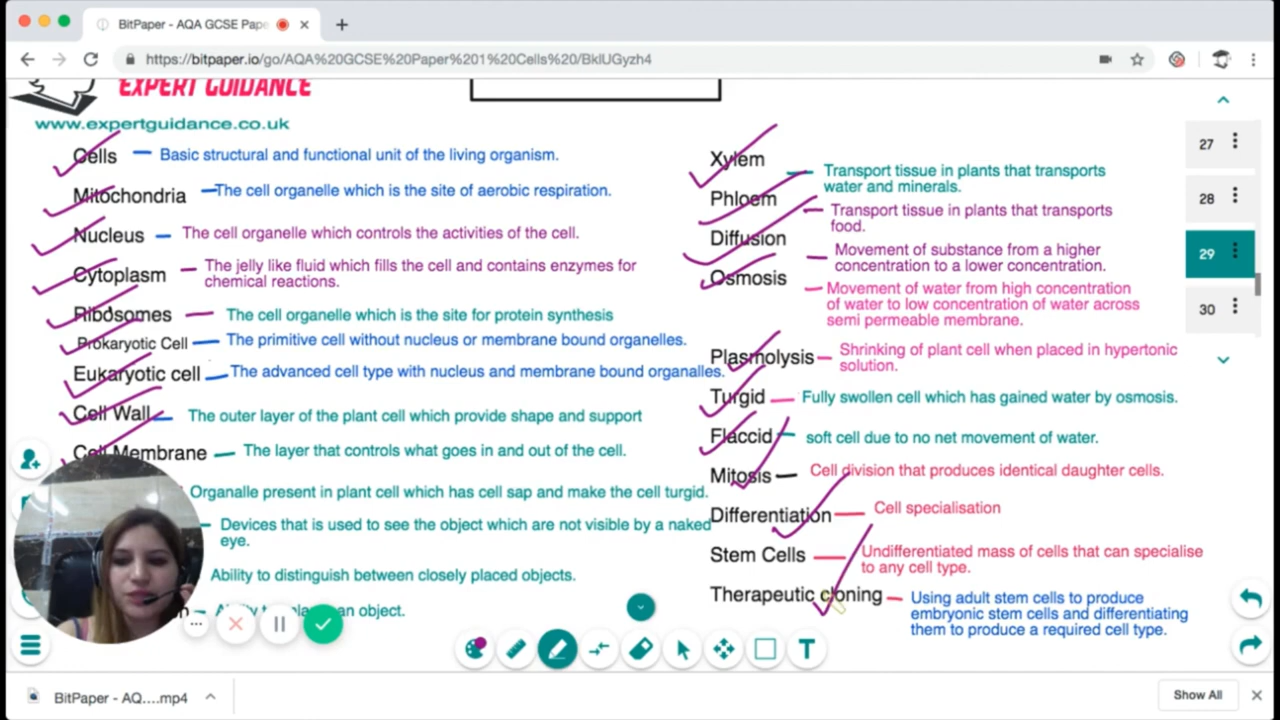 BitPaper - AQA GCSE Pape
https://bitpaper.io/go/AQA%20GCSE%20Paper%201%20Cells%20/BklUGyzh4
EXPERT GUIDANCE
www.expertguidance.co.uk
Cells
Basic structural and functional unit of the living organism.
Mitochondria
The cell organelle which is the site of aerobic respiration.
Nucleus
The cell organelle which controls the activities of the cell.
Cytoplasm
The jelly like fluid which fills the cell and contains enzymes for
chemical reactions.
Ribosomes
The cell organelle which is the site for protein synthesis
Prokaryotic Cell
The primitive cell without nucleus or membrane bound organelles.
Eukaryotic cell
The advanced cell type with nucleus and membrane bound organalles.
Cell Wall
The outer layer of the plant cell which provide shape and support
Cell Membrane
The layer that controls what goes in and out of the cell.
Organalle present in plant cell which has cell sap and make the cell turgid.
Devices that is used to see the object which are not visible by a naked
eye.
Ability to distinguish between closely placed objects.
an object.
Xylem
Transport tissue in plants that transports
water and minerals.
Phloem
Transport tissue in plants that transports
food.
Diffusion
Movement of substance from a higher
concentration to a lower concentration.
Osmosis
Movement of water from high concentration
of water to low concentration of water across
semi permeable membrane.
Plasmolysis
Shrinking of plant cell when placed in hypertonic
solution.
Turgid
Fully swollen cell which has gained water by osmosis.
Flaccid
soft cell due to no net movement of water.
Mitosis
Cell division that produces identical daughter cells.
Differentiation
Cell specialisation
Stem Cells
Undifferentiated mass of cells that can specialise
to any cell type.
Therapeutic cloning
Using adult stem cells to produce
embryonic stem cells and differentiating
them to produce a required cell type.
27
28
29
30
T
BitPaper - AQ....mp4
Show All